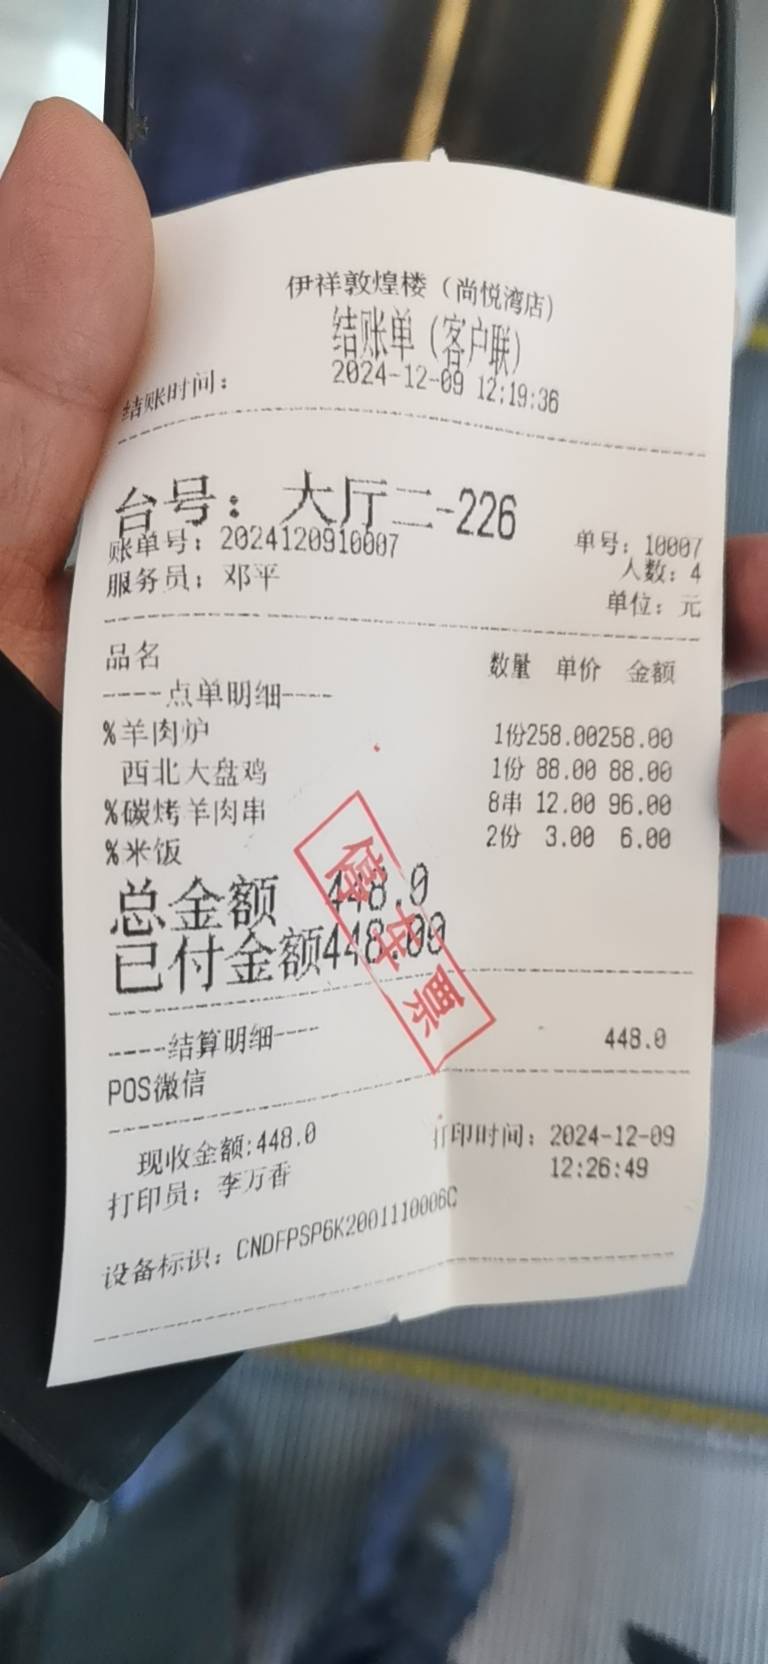 伊祥敦煌楼（尚悦湾店）
结账单（客户联）
结账时间： 2024-12-09 12:19:36
台号： 大厅二-226
账单号：2024120910007 单号：10007
服务员：邓平 人数：4
单位：元
品名 数量 单价 金额
-----点单明细----
%羊肉炉 1份258.00258.00
西北大盘鸡 1份 88.00 88.00
%碳烤羊肉串 8串 12.00 96.00
%米饭 2份 3.00 6.00
总金额 448.0
已付金额448.00
停车票
-----结算明细----
POS微信 448.0
现收金额:448.0 打印时间：2024-12-09
打印员：李万香 12:26:49
设备标识：CNDFPSP6K2001110006C